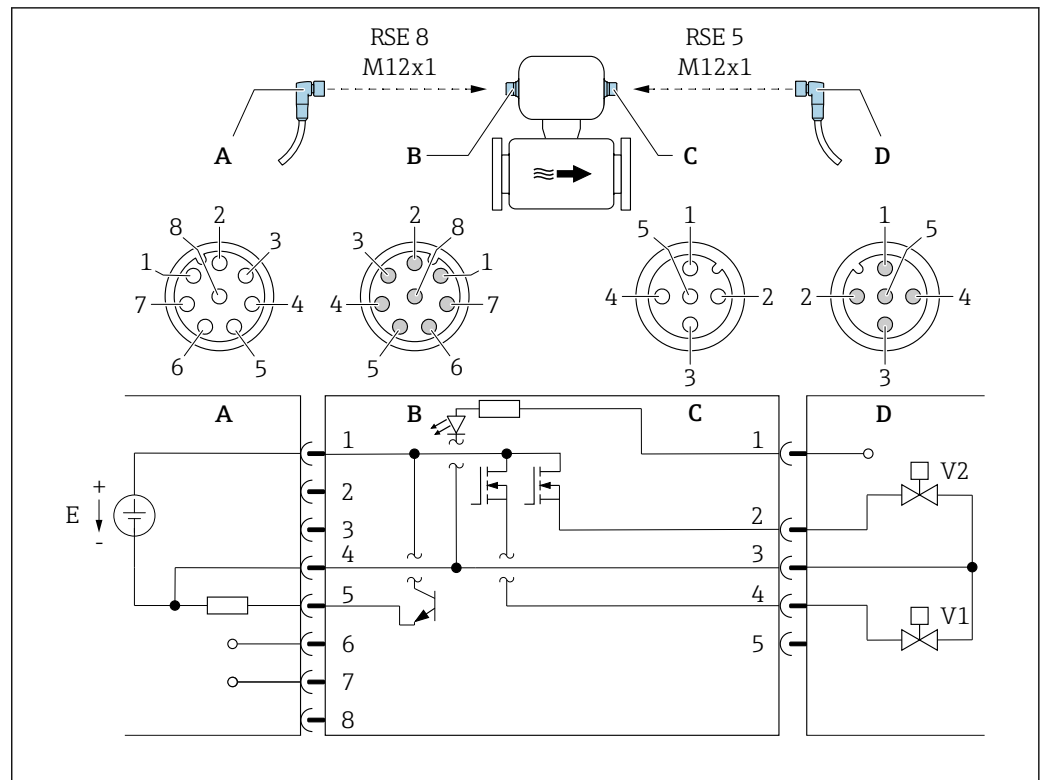 RSE 8 RSE 5
M12x1 M12x1
A B C D
2 2 1 1
8 3 3 8 5 5
1 1
7 4 4 7 4 2 2 4
6 5 5 6 3 3
A B C D
1 1
+ 2 V2
E 3 2
- 4 3
5 4
6 V1
7 5
8